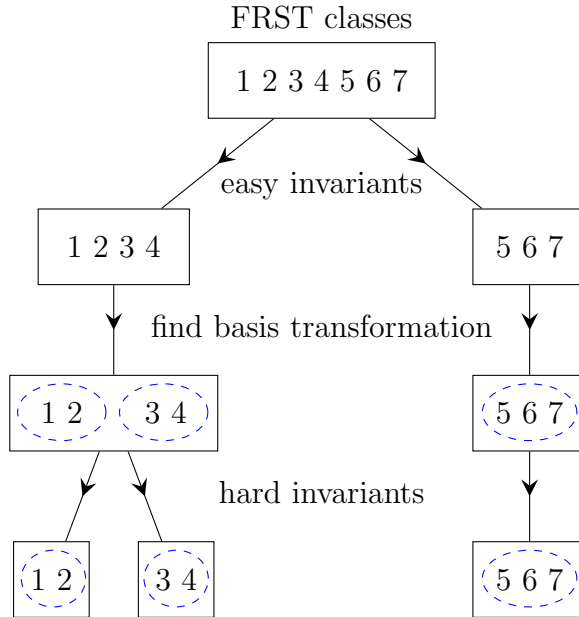 FRST classes
1 2 3 4 5 6 7
easy invariants
1 2 3 4
5 6 7
find basis transformation
1 2
3 4
5 6 7
hard invariants
1 2
3 4
5 6 7